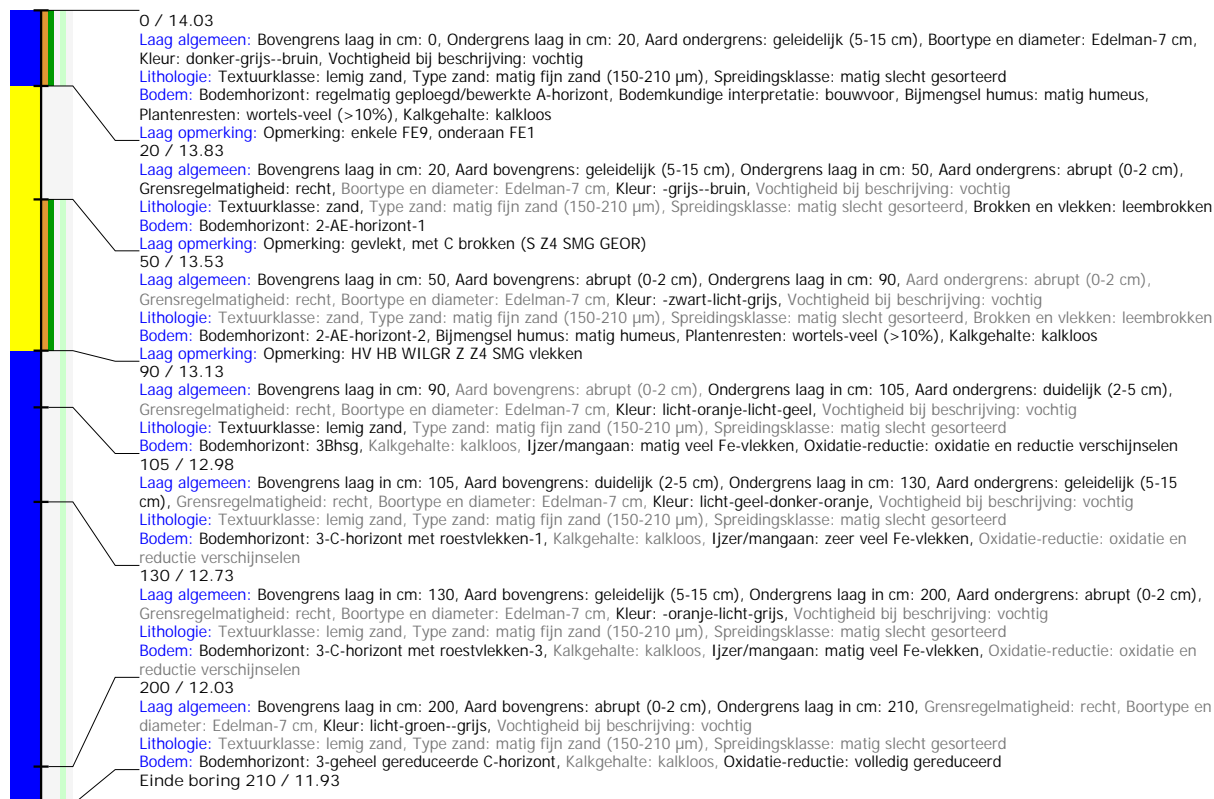 0 / 14.03
Laag algemeen: Bovengrens laag in cm: 0, Ondergrens laag in cm: 20, Aard ondergrens: geleidelijk (5-15 cm), Boortype en diameter: Edelman-7 cm,
Kleur: donker-grijs--bruin, Vochtigheid bij beschrijving: vochtig
Lithologie: Textuurklasse: lemig zand, Type zand: matig fijn zand (150-210 µm), Spreidingsklasse: matig slecht gesorteerd
Bodem: Bodemhorizont: regelmatig geploegd/bewerkte A-horizont, Bodemkundige interpretatie: bouwvoor, Bijmengsel humus: matig humeus,
Plantenresten: wortels-veel (>10%), Kalkgehalte: kalkloos
Laag opmerking: Opmerking: enkele FE9, onderaan FE1
20 / 13.83
Laag algemeen: Bovengrens laag in cm: 20, Aard bovengrens: geleidelijk (5-15 cm), Ondergrens laag in cm: 50, Aard ondergrens: abrupt (0-2 cm),
Grensregelmatigheid: recht, Boortype en diameter: Edelman-7 cm, Kleur: -grijs--bruin, Vochtigheid bij beschrijving: vochtig
Lithologie: Textuurklasse: zand, Type zand: matig fijn zand (150-210 µm), Spreidingsklasse: matig slecht gesorteerd, Brokken en vlekken: leembrokken
Bodem: Bodemhorizont: 2-AE-horizont-1
Laag opmerking: Opmerking: gevlekt, met C brokken (S Z4 SMG GEOR)
50 / 13.53
Laag algemeen: Bovengrens laag in cm: 50, Aard bovengrens: abrupt (0-2 cm), Ondergrens laag in cm: 90, Aard ondergrens: abrupt (0-2 cm),
Grensregelmatigheid: recht, Boortype en diameter: Edelman-7 cm, Kleur: -zwart-licht-grijs, Vochtigheid bij beschrijving: vochtig
Lithologie: Textuurklasse: zand, Type zand: matig fijn zand (150-210 µm), Spreidingsklasse: matig slecht gesorteerd, Brokken en vlekken: leembrokken
Bodem: Bodemhorizont: 2-AE-horizont-2, Bijmengsel humus: matig humeus, Plantenresten: wortels-veel (>10%), Kalkgehalte: kalkloos
Laag opmerking: Opmerking: HV HB WILGR Z Z4 SMG vlekken
90 / 13.13
Laag algemeen: Bovengrens laag in cm: 90, Aard bovengrens: abrupt (0-2 cm), Ondergrens laag in cm: 105, Aard ondergrens: duidelijk (2-5 cm),
Grensregelmatigheid: recht, Boortype en diameter: Edelman-7 cm, Kleur: licht-oranje-licht-geel, Vochtigheid bij beschrijving: vochtig
Lithologie: Textuurklasse: lemig zand, Type zand: matig fijn zand (150-210 µm), Spreidingsklasse: matig slecht gesorteerd
Bodem: Bodemhorizont: 3Bhsg, Kalkgehalte: kalkloos, Ijzer/mangaan: matig veel Fe-vlekken, Oxidatie-reductie: oxidatie en reductie verschijnselen
105 / 12.98
Laag algemeen: Bovengrens laag in cm: 105, Aard bovengrens: duidelijk (2-5 cm), Ondergrens laag in cm: 130, Aard ondergrens: geleidelijk (5-15
cm), Grensregelmatigheid: recht, Boortype en diameter: Edelman-7 cm, Kleur: licht-geel-donker-oranje, Vochtigheid bij beschrijving: vochtig
Lithologie: Textuurklasse: lemig zand, Type zand: matig fijn zand (150-210 µm), Spreidingsklasse: matig slecht gesorteerd
Bodem: Bodemhorizont: 3-C-horizont met roestvlekken-1, Kalkgehalte: kalkloos, Ijzer/mangaan: zeer veel Fe-vlekken, Oxidatie-reductie: oxidatie en
reductie verschijnselen
130 / 12.73
Laag algemeen: Bovengrens laag in cm: 130, Aard bovengrens: geleidelijk (5-15 cm), Ondergrens laag in cm: 200, Aard ondergrens: abrupt (0-2 cm),
Grensregelmatigheid: recht, Boortype en diameter: Edelman-7 cm, Kleur: -oranje-licht-grijs, Vochtigheid bij beschrijving: vochtig
Lithologie: Textuurklasse: lemig zand, Type zand: matig fijn zand (150-210 µm), Spreidingsklasse: matig slecht gesorteerd
Bodem: Bodemhorizont: 3-C-horizont met roestvlekken-3, Kalkgehalte: kalkloos, Ijzer/mangaan: matig veel Fe-vlekken, Oxidatie-reductie: oxidatie en
reductie verschijnselen
200 / 12.03
Laag algemeen: Bovengrens laag in cm: 200, Aard bovengrens: abrupt (0-2 cm), Ondergrens laag in cm: 210, Grensregelmatigheid: recht, Boortype en
diameter: Edelman-7 cm, Kleur: licht-groen--grijs, Vochtigheid bij beschrijving: vochtig
Lithologie: Textuurklasse: lemig zand, Type zand: matig fijn zand (150-210 µm), Spreidingsklasse: matig slecht gesorteerd
Bodem: Bodemhorizont: 3-geheel gereduceerde C-horizont, Kalkgehalte: kalkloos, Oxidatie-reductie: volledig gereduceerd
Einde boring 210 / 11.93